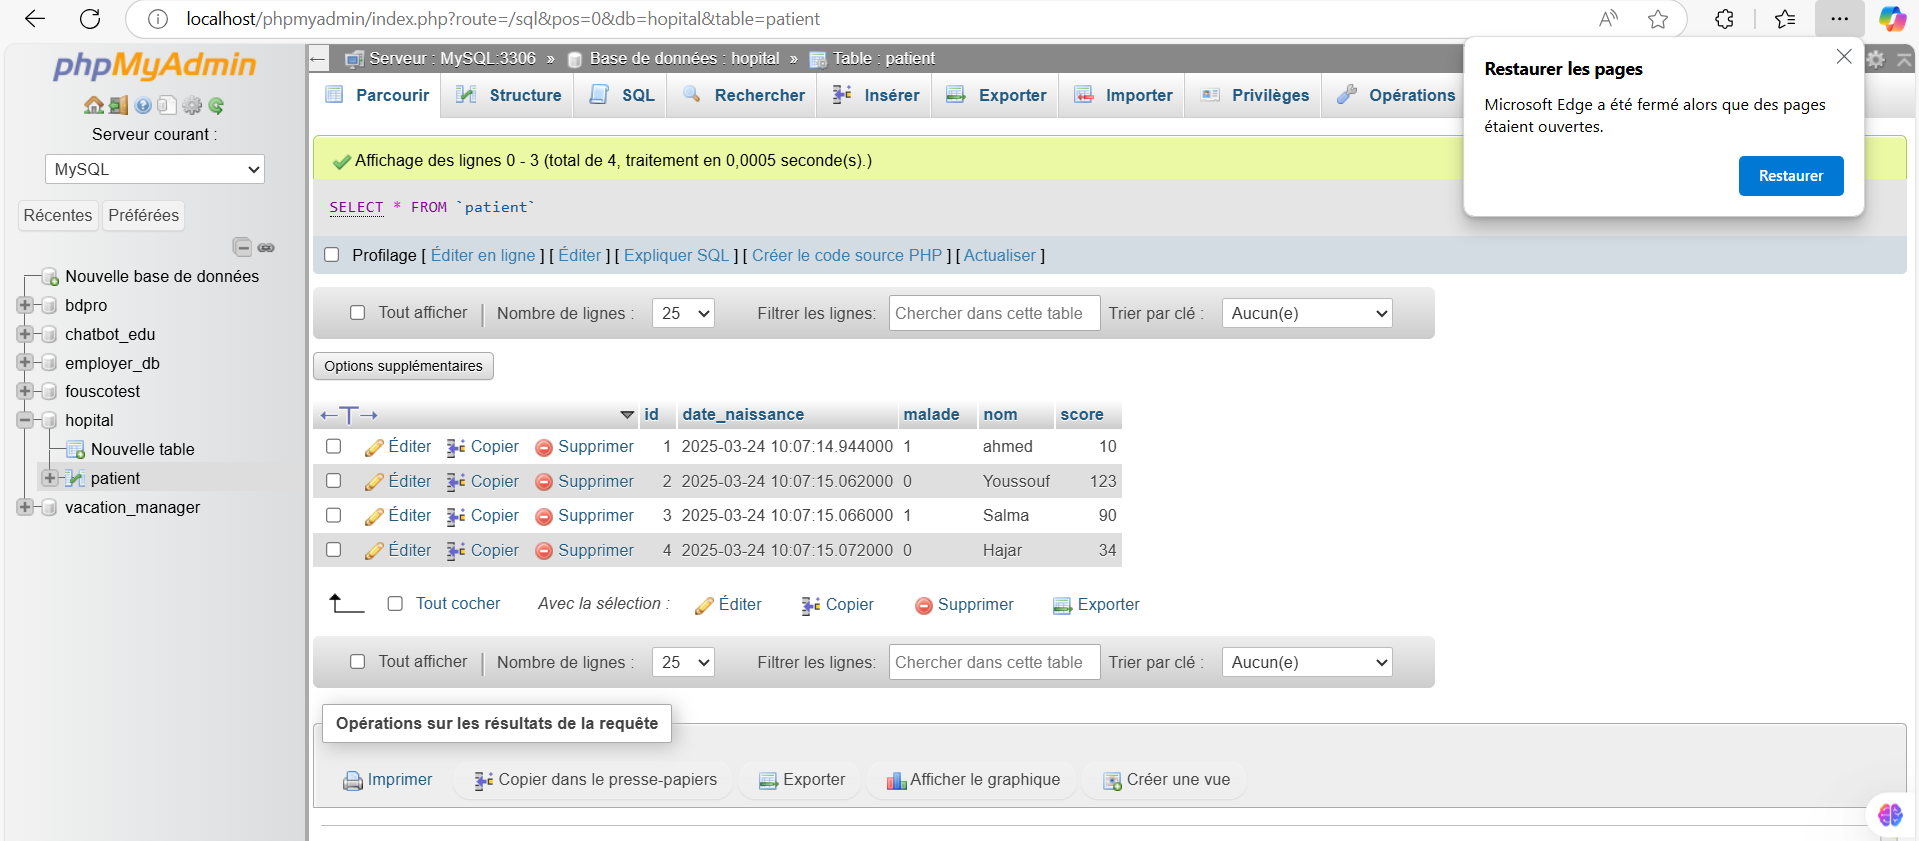 localhost/phpmyadmin/index.php?route=/sql&pos=0&db=hopital&table=patient
phpMyAdmin
Serveur courant :
MySQL
Récentes Préférées
Nouvelle base de données
bdpro
chatbot_edu
employer_db
fouscotest
hopital
Nouvelle table
patient
vacation_manager
Serveur : MySQL:3306 » Base de données : hopital » Table : patient
Parcourir Structure SQL Rechercher Insérer Exporter Importer Privilèges Opérations
Restaurer les pages
Microsoft Edge a été fermé alors que des pages
étaient ouvertes.
Restaurer
Affichage des lignes 0 - 3 (total de 4, traitement en 0,0005 seconde(s).)
SELECT * FROM `patient`
Profilage [ Éditer en ligne ] [ Éditer ] [ Expliquer SQL ] [ Créer le code source PHP ] [ Actualiser ]
Tout afficher Nombre de lignes : 25 Filtrer les lignes: Chercher dans cette table Trier par clé : Aucun(e)
Options supplémentaires
←T→ id date_naissance malade nom score
Éditer Copier Supprimer 1 2025-03-24 10:07:14.944000 1 ahmed 10
Éditer Copier Supprimer 2 2025-03-24 10:07:15.062000 0 Youssouf 123
Éditer Copier Supprimer 3 2025-03-24 10:07:15.066000 1 Salma 90
Éditer Copier Supprimer 4 2025-03-24 10:07:15.072000 0 Hajar 34
Tout cocher Avec la sélection : Éditer Copier Supprimer Exporter
Tout afficher Nombre de lignes : 25 Filtrer les lignes: Chercher dans cette table Trier par clé : Aucun(e)
Opérations sur les résultats de la requête
Imprimer Copier dans le presse-papiers Exporter Afficher le graphique Créer une vue